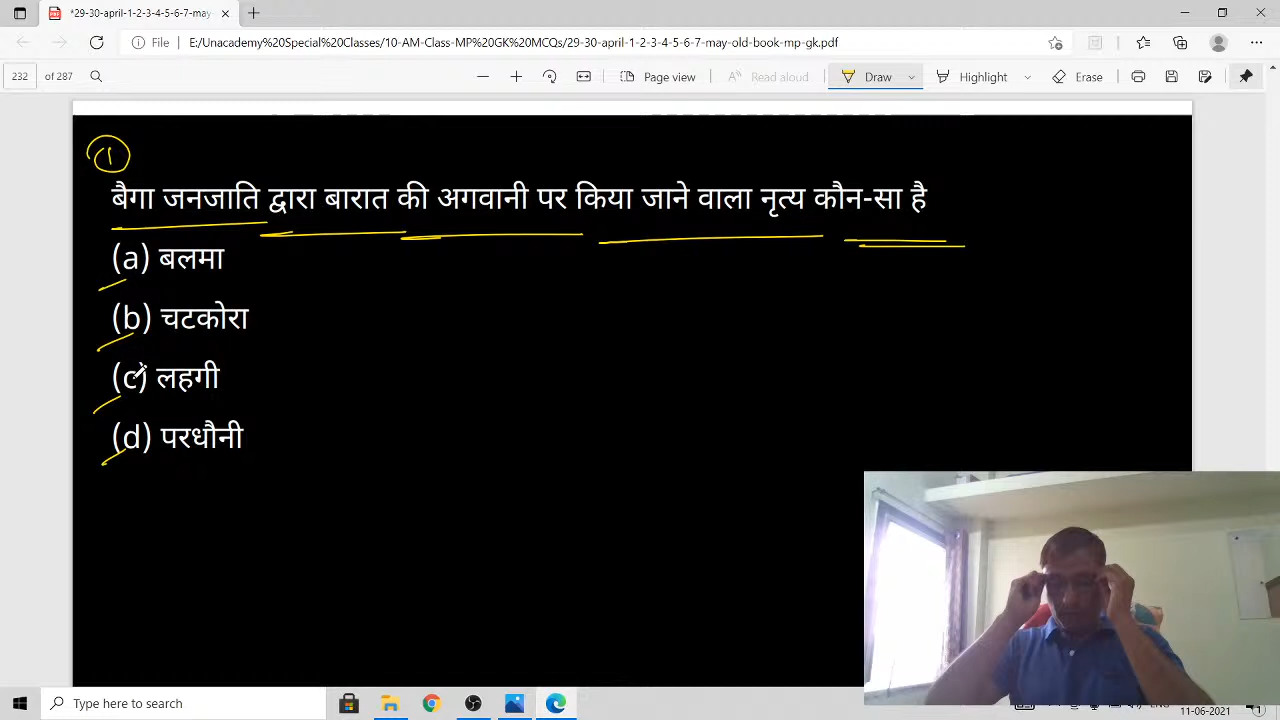 *29-30-april-1-2-3-4-5-6-7-may
File E:/Unacademy%20Special%20Classes/10-AM-Class-MP%20GK%20MCQs/29-30-april-1-2-3-4-5-6-7-may-old-book-mp-gk.pdf
232 of 287 Page view Read aloud Draw Highlight Erase
1
बैगा जनजाति द्वारा बारात की अगवानी पर किया जाने वाला नृत्य कौन-सा है
(a) बलमा
(b) चटकोरा
(c) लहगी
(d) परधौनी
Type here to search
11-06-2021